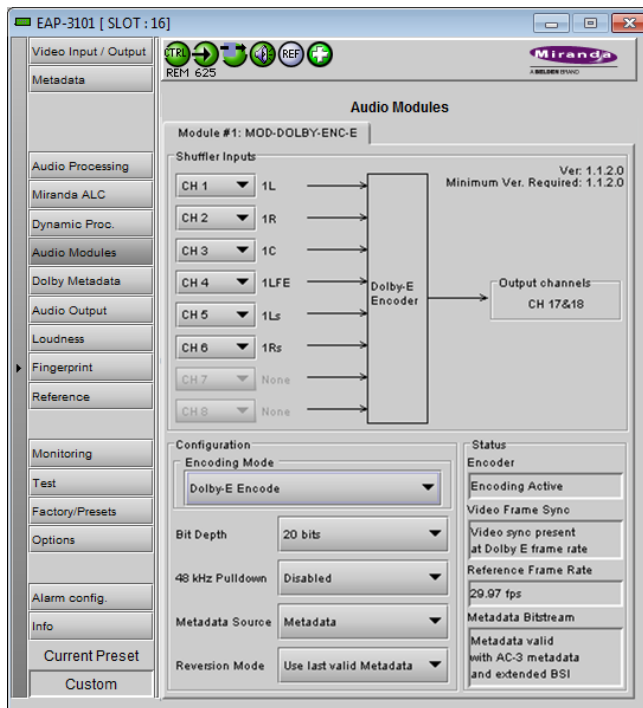 EAP-3101 [ SLOT : 16]
Video Input / Output
Metadata
Audio Processing
Miranda ALC
Dynamic Proc.
Audio Modules
Dolby Metadata
Audio Output
Loudness
Fingerprint
Reference
Monitoring
Test
Factory/Presets
Options
Alarm config.
Info
Current Preset
Custom
CTRL
REF
REM 625
Miranda
A BELDEN BRAND
Audio Modules
Module #1: MOD-DOLBY-ENC-E
Shuffler Inputs
Ver: 1.1.2.0
Minimum Ver. Required: 1.1.2.0
CH 1 1L
CH 2 1R
CH 3 1C
CH 4 1LFE
CH 5 1Ls
CH 6 1Rs
CH 7 None
CH 8 None
Dolby-E
Encoder
Output channels
CH 17&18
Configuration
Encoding Mode
Dolby-E Encode
Bit Depth 20 bits
48 kHz Pulldown Disabled
Metadata Source Metadata
Reversion Mode Use last valid Metadata
Status
Encoder
Encoding Active
Video Frame Sync
Video sync present
at Dolby E frame rate
Reference Frame Rate
29.97 fps
Metadata Bitstream
Metadata valid
with AC-3 metadata
and extended BSI